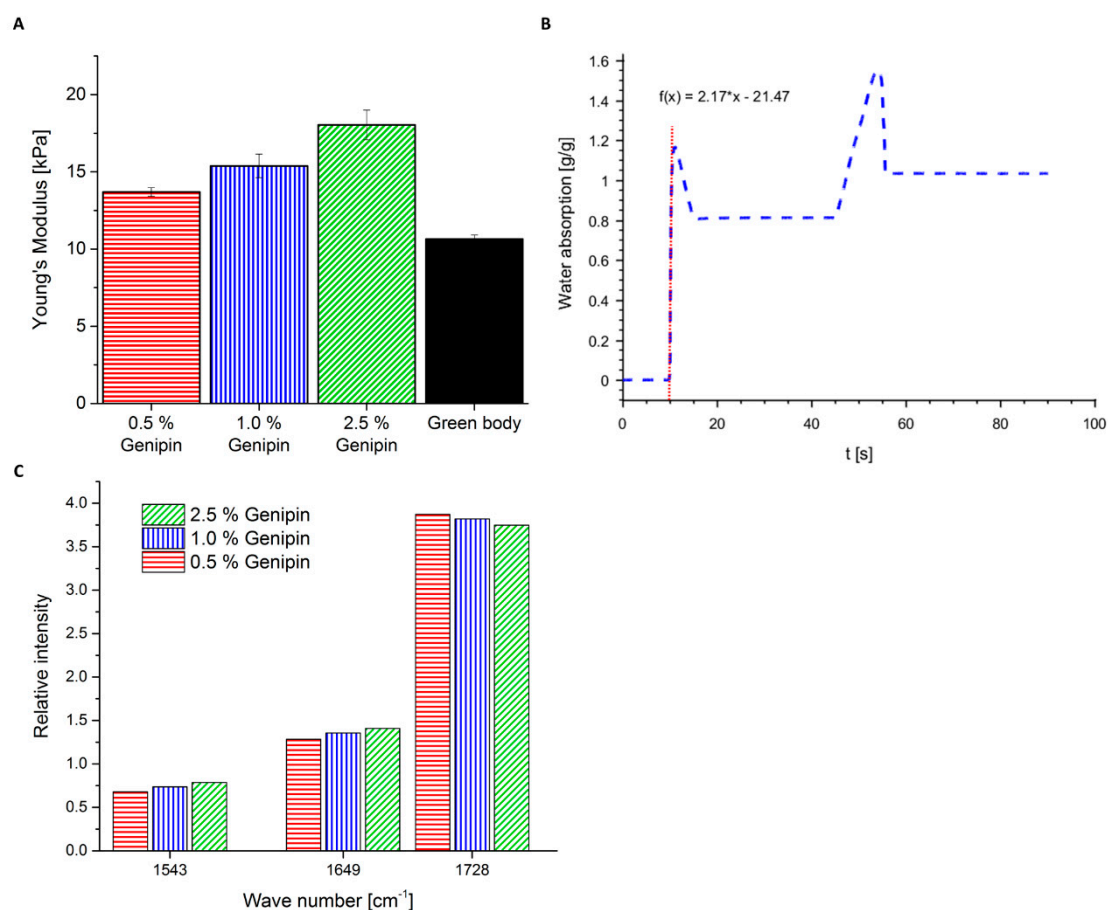 A
Young's Modulus [kPa]
20
15
10
5
0
0.5 %
Genipin
1.0 %
Genipin
2.5 %
Genipin
Green body
B
Water absorption [g/g]
1.6
1.4
1.2
1
0.8
0.6
0.4
0.2
0
f(x) = 2.17*x - 21.47
0 20 40 60 80 100
t [s]
C
Relative intensity
4.0
3.5
3.0
2.5
2.0
1.5
1.0
0.5
0.0
2.5 % Genipin
1.0 % Genipin
0.5 % Genipin
1543 1649 1728
Wave number [cm⁻¹]